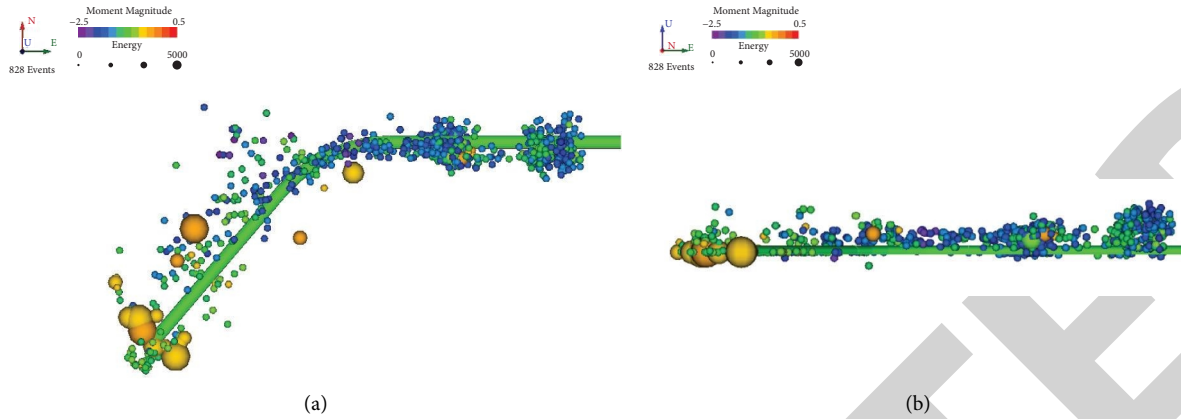 Moment Magnitude
N
−2.5 0.5
Energy
U E
0 5000
828 Events
(a)
Moment Magnitude
U
−2.5 0.5
Energy
N E
0 5000
828 Events
(b)